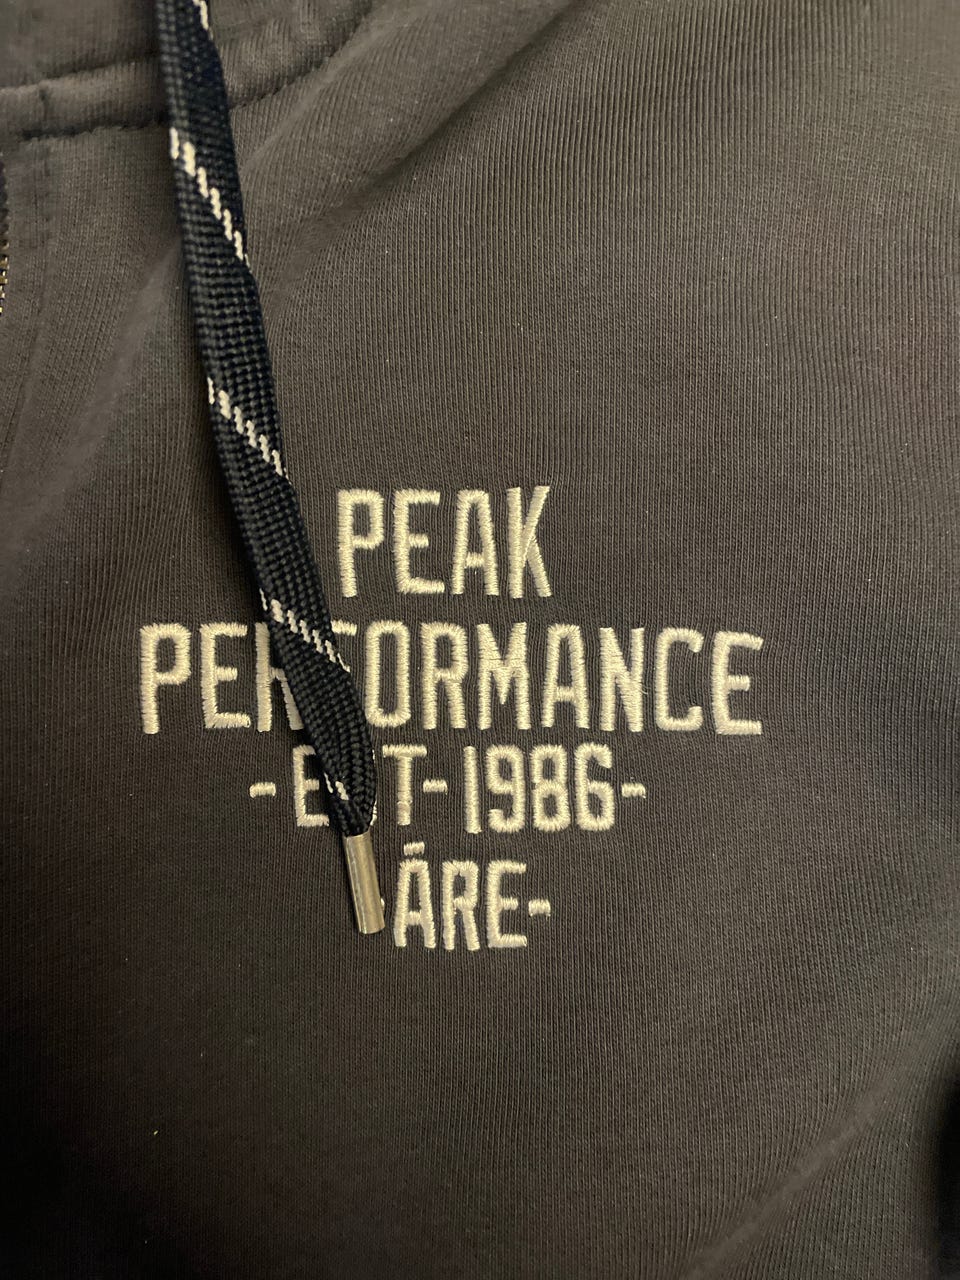 PEAK
PERFORMANCE
-EST-1986-
ÅRE-